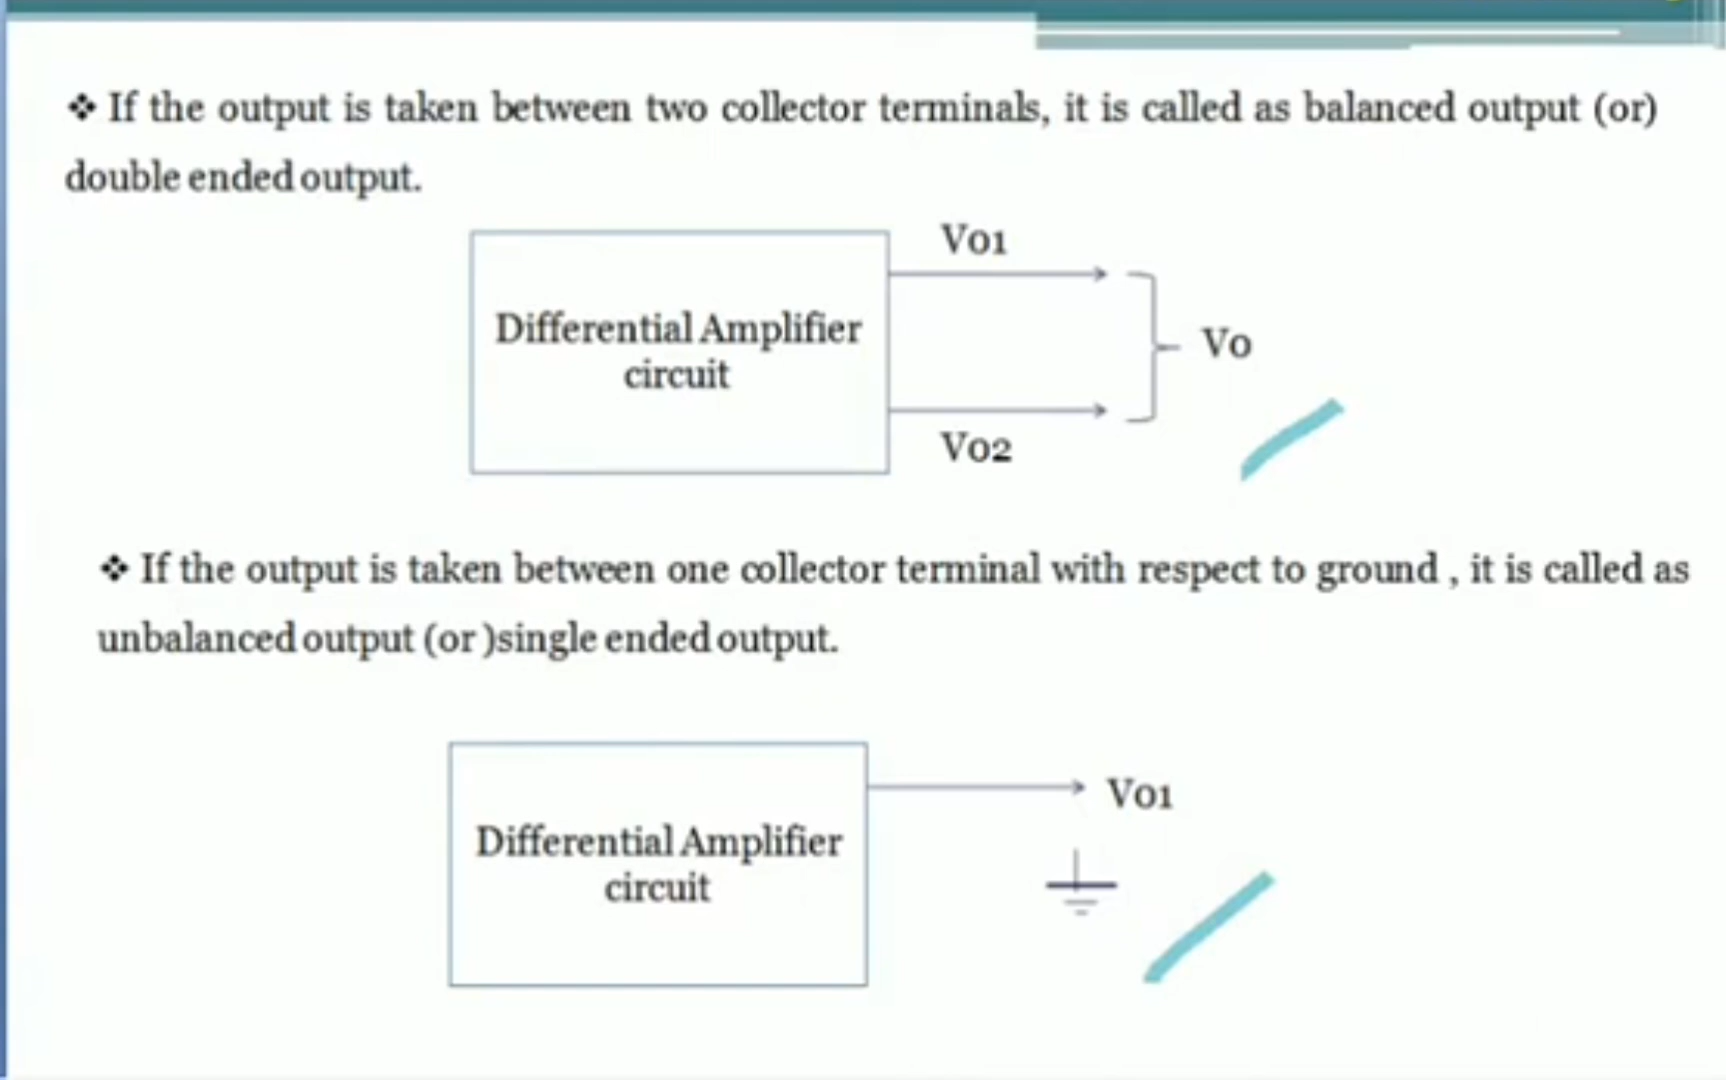 ❖ If the output is taken between two collector terminals, it is called as balanced output (or)
double ended output.
Vo1
Differential Amplifier
circuit
Vo
Vo2
❖ If the output is taken between one collector terminal with respect to ground , it is called as
unbalanced output (or )single ended output.
Vo1
Differential Amplifier
circuit